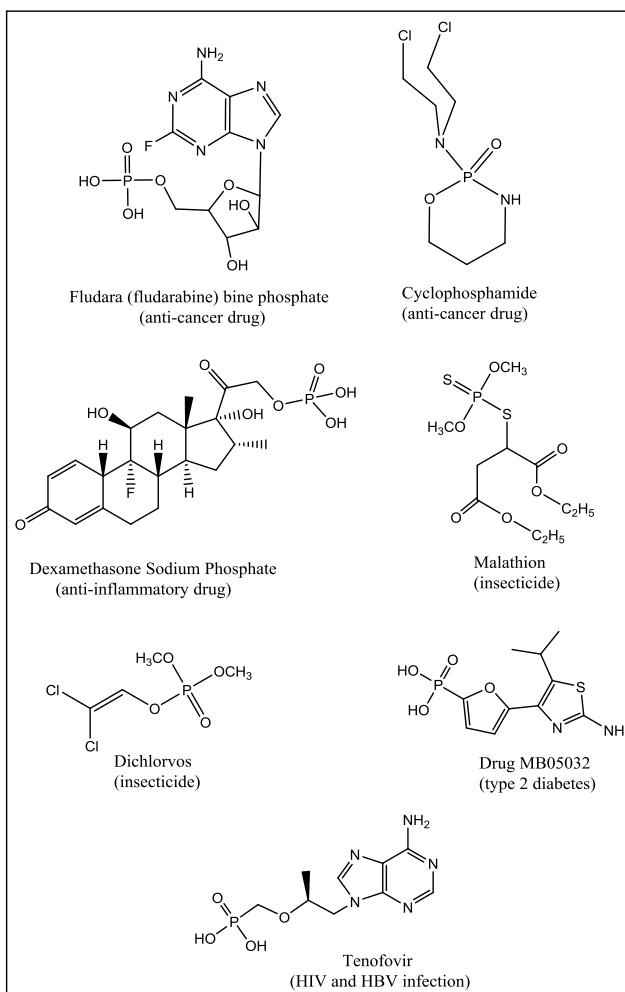 NH2
N
N
F
N
N
O
HO
P
O
OH
O
HO
OH
Fludara (fludarabine) bine phosphate
(anti-cancer drug)
Cl
Cl
N
O
P
O
NH
Cyclophosphamide
(anti-cancer drug)
O
O
P
OH
OH
O
HO
OH
H
H
F
H
O
Dexamethasone Sodium Phosphate
(anti-inflammatory drug)
S
OCH3
P
H3CO
S
O
O
C2H5
O
O
C2H5
Malathion
(insecticide)
H3CO
OCH3
P
Cl
O
O
Cl
Dichlorvos
(insecticide)
O
HO
P
HO
O
S
N
NH
Drug MB05032
(type 2 diabetes)
NH2
N
N
N
N
O
P
O
HO
OH
Tenofovir
(HIV and HBV infection)